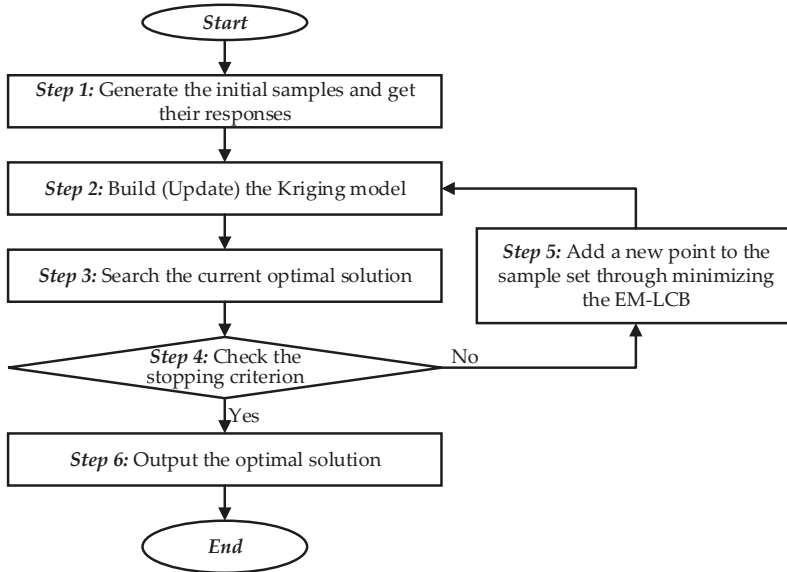 Start
Step 1: Generate the initial samples and get
their responses
Step 2: Build (Update) the Kriging model
Step 3: Search the current optimal solution
Step 5: Add a new point to the
sample set through minimizing
the EM-LCB
Step 4: Check the
stopping criterion
No
Yes
Step 6: Output the optimal solution
End